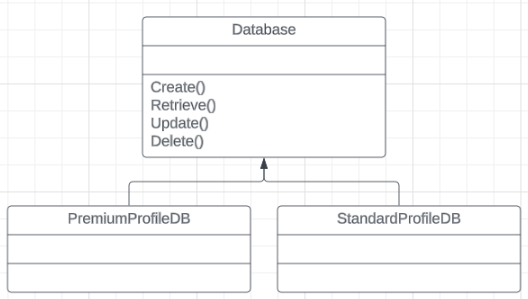 Database
Create()
Retrieve()
Update()
Delete()
PremiumProfileDB
StandardProfileDB